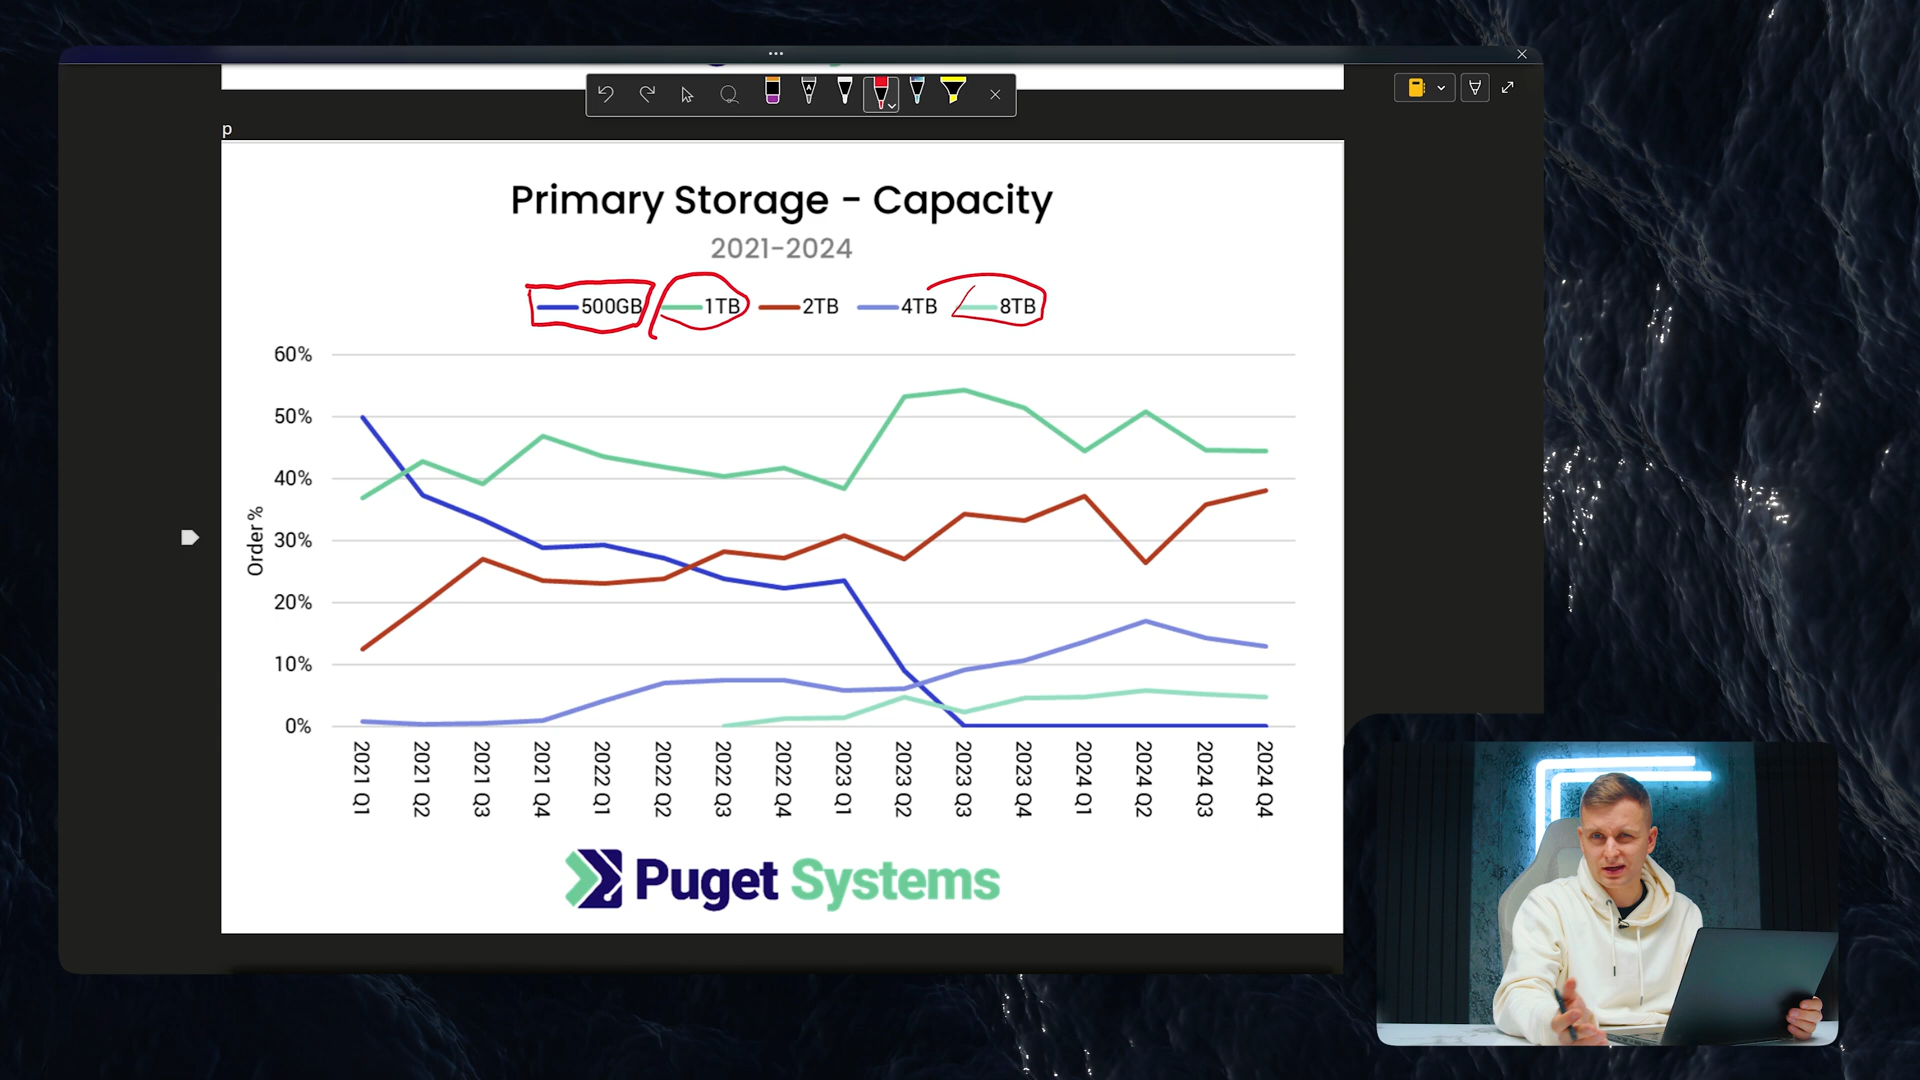 p
Primary Storage - Capacity
2021-2024
500GB 1TB 2TB 4TB 8TB
60%
50%
40%
30%
20%
10%
0%
Order %
2021 Q1 2021 Q2 2021 Q3 2021 Q4 2022 Q1 2022 Q2 2022 Q3 2022 Q4 2023 Q1 2023 Q2 2023 Q3 2023 Q4 2024 Q1 2024 Q2 2024 Q3 2024 Q4
Puget Systems